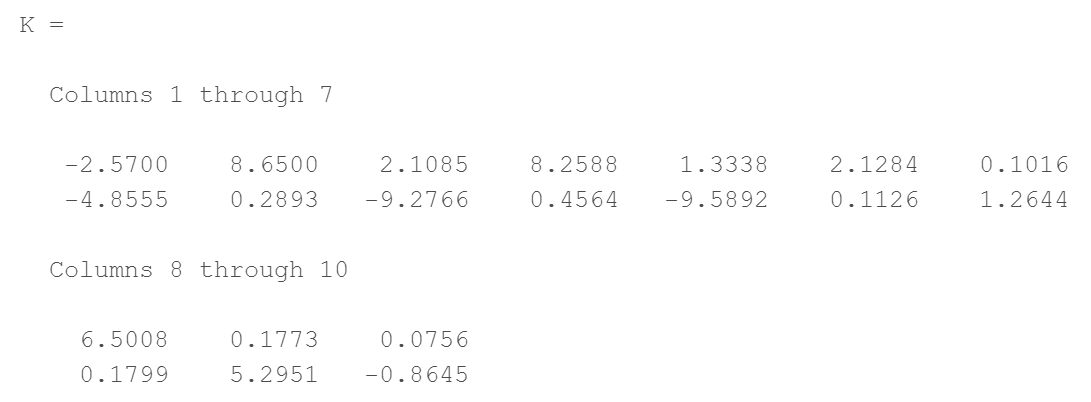 K =
Columns 1 through 7
-2.5700 8.6500 2.1085 8.2588 1.3338 2.1284 0.1016
-4.8555 0.2893 -9.2766 0.4564 -9.5892 0.1126 1.2644
Columns 8 through 10
6.5008 0.1773 0.0756
0.1799 5.2951 -0.8645